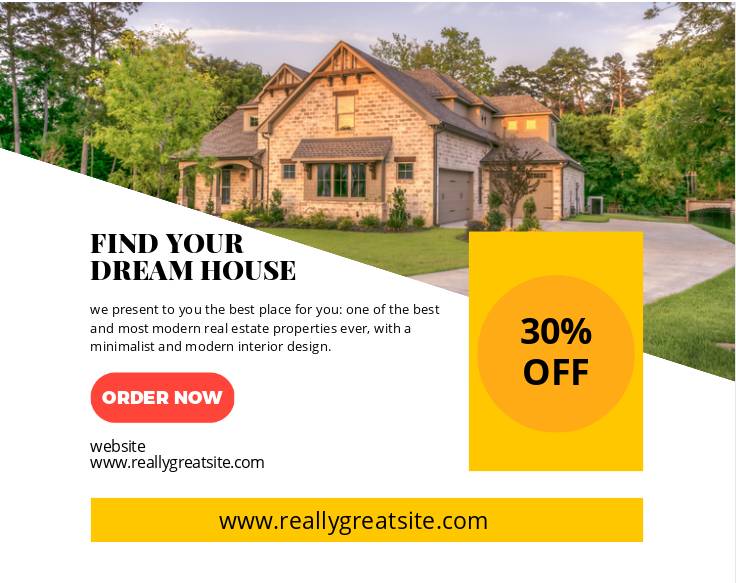 FIND YOUR
DREAM HOUSE
we present to you the best place for you: one of the best
and most modern real estate properties ever, with a
minimalist and modern interior design.
ORDER NOW
website
www.reallygreatsite.com
30%
OFF
www.reallygreatsite.com